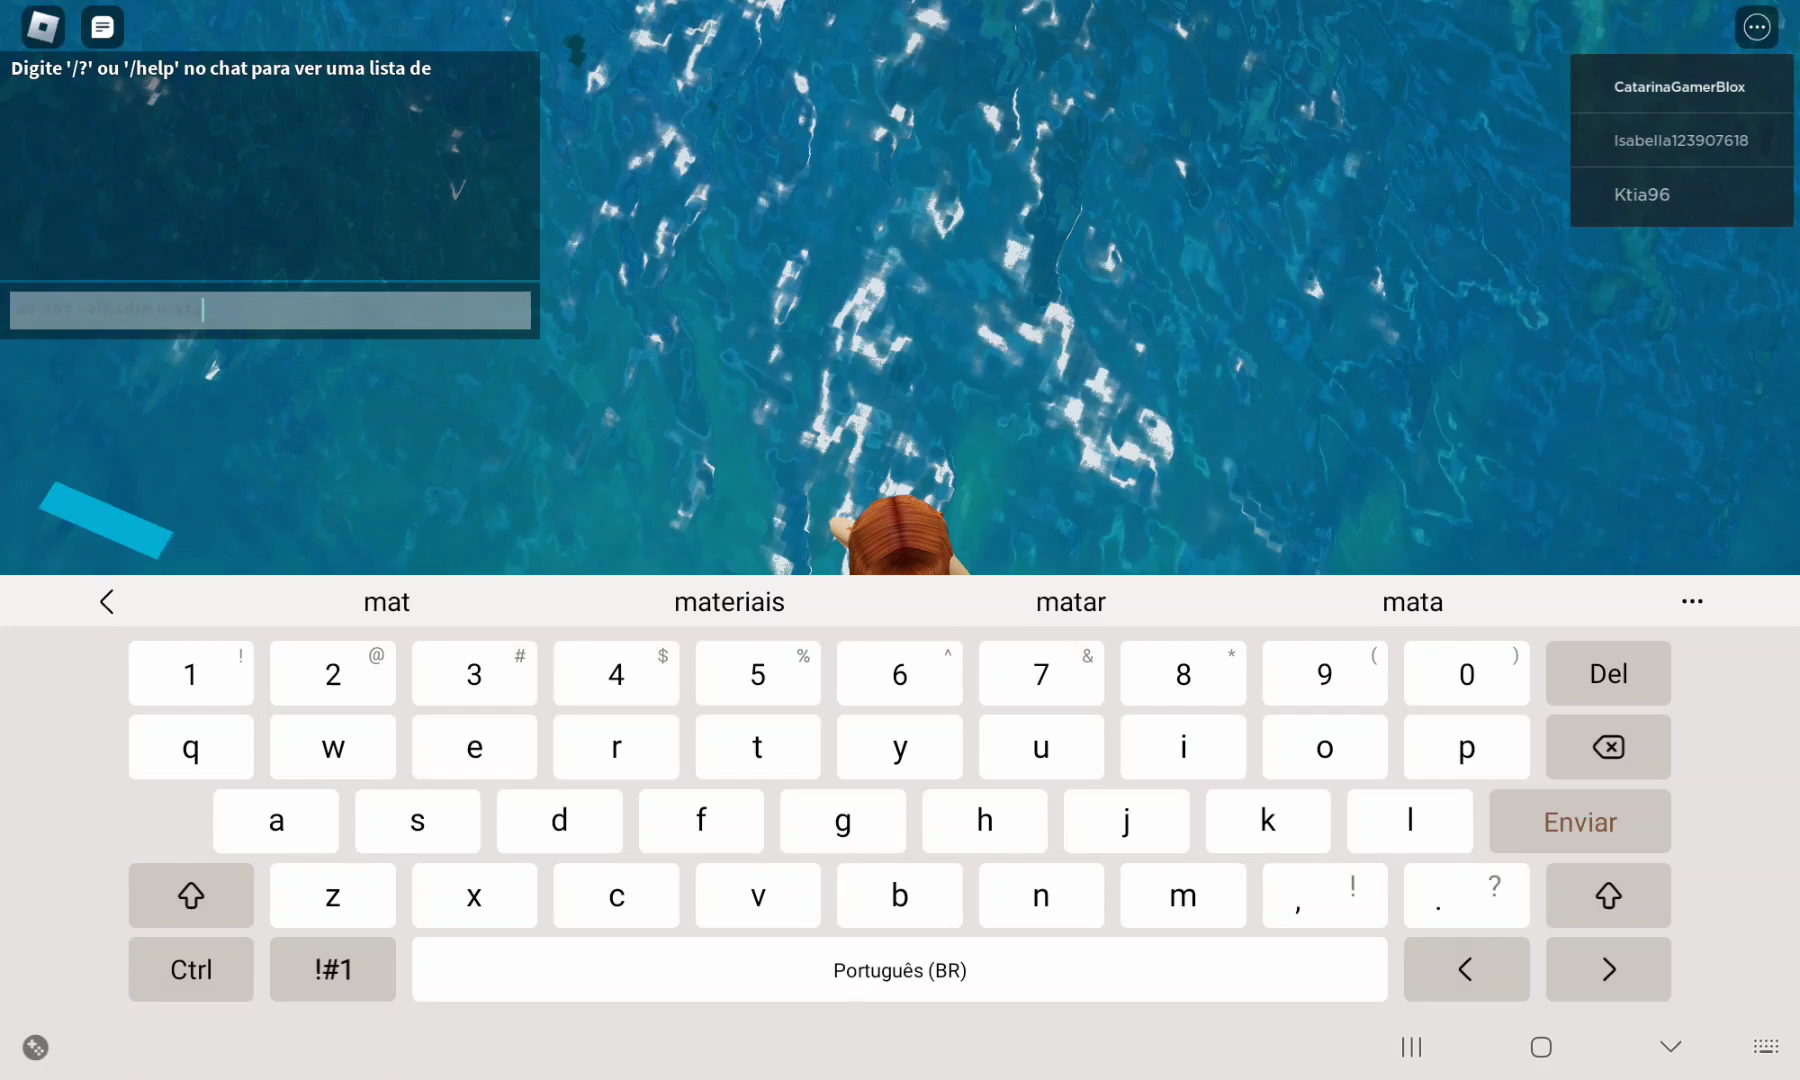 Digite '/?' ou '/help' no chat para ver uma lista de
CatarinaGamerBlox
Isabella123907618
Ktia96
mat materiais matar mata
1 ! 2 @ 3 # 4 $ 5 % 6 ^ 7 & 8 * 9 ( 0 ) Del
q w e r t y u i o p
a s d f g h j k l Enviar
z x c v b n m , ! . ?
Ctrl !#1 Português (BR) < >